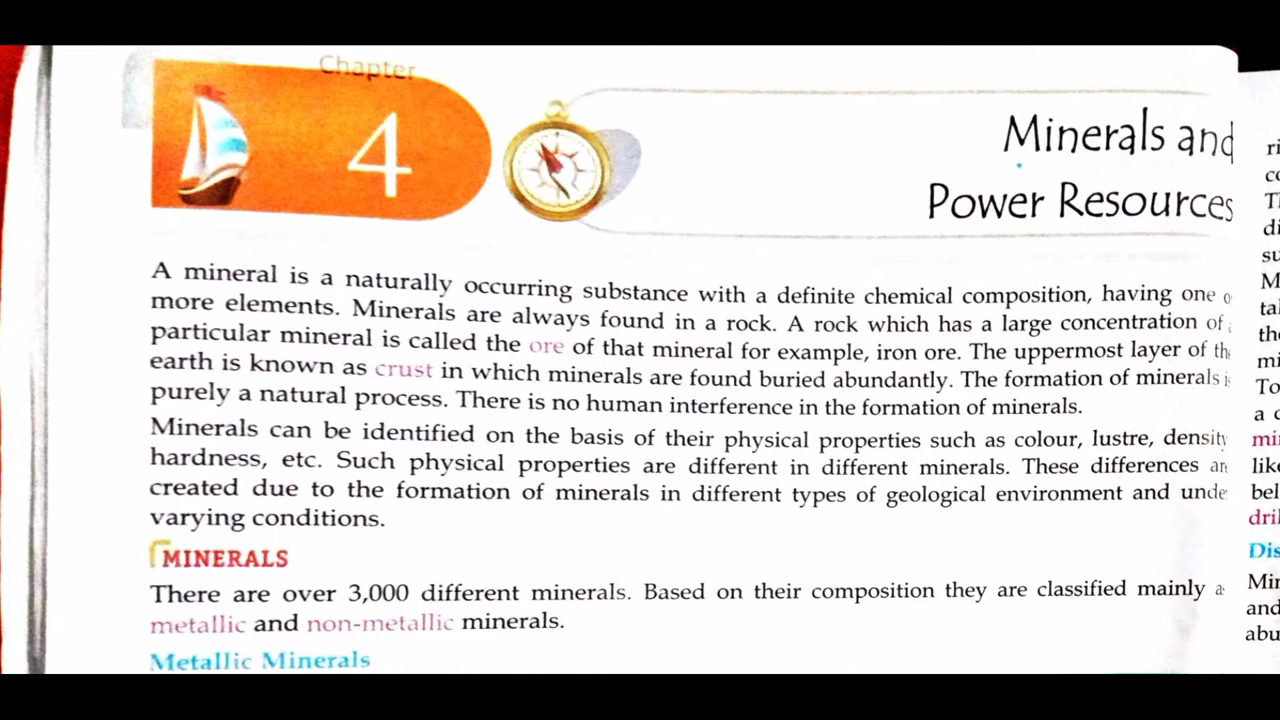 Chapter
4
Minerals and
Power Resources
A mineral is a naturally occurring substance with a definite chemical composition, having one
more elements. Minerals are always found in a rock. A rock which has a large concentration of
particular mineral is called the ore of that mineral for example, iron ore. The uppermost layer of
earth is known as crust in which minerals are found buried abundantly. The formation of minerals
purely a natural process. There is no human interference in the formation of minerals.
Minerals can be identified on the basis of their physical properties such as colour, lustre, density
hardness, etc. Such physical properties are different in different minerals. These differences
created due to the formation of minerals in different types of geological environment and
varying conditions.
MINERALS
There are over 3,000 different minerals. Based on their composition they are classified mainly
metallic and non-metallic minerals.
Metallic Minerals